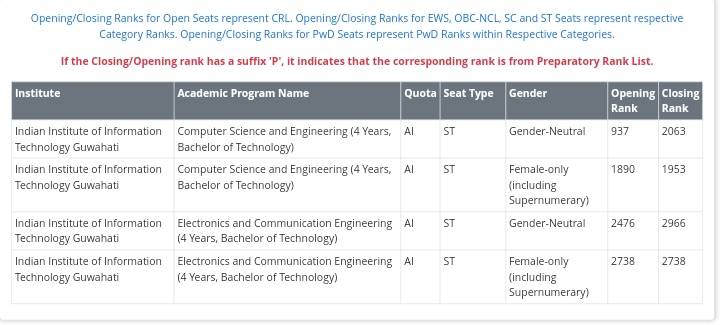 Opening/Closing Ranks for Open Seats represent CRL. Opening/Closing Ranks for EWS, OBC-NCL, SC and ST Seats represent respective
Category Ranks. Opening/Closing Ranks for PwD Seats represent PwD Ranks within Respective Categories.
If the Closing/Opening rank has a suffix 'P', it indicates that the corresponding rank is from Preparatory Rank List.
Institute Academic Program Name Quota Seat Type Gender Opening Closing
Rank Rank
Indian Institute of Information Computer Science and Engineering (4 Years, AI ST Gender-Neutral 937 2063
Technology Guwahati Bachelor of Technology)
Indian Institute of Information Computer Science and Engineering (4 Years, AI ST Female-only 1890 1953
Technology Guwahati Bachelor of Technology) (including
Supernumerary)
Indian Institute of Information Electronics and Communication Engineering AI ST Gender-Neutral 2476 2966
Technology Guwahati (4 Years, Bachelor of Technology)
Indian Institute of Information Electronics and Communication Engineering AI ST Female-only 2738 2738
Technology Guwahati (4 Years, Bachelor of Technology) (including
Supernumerary)